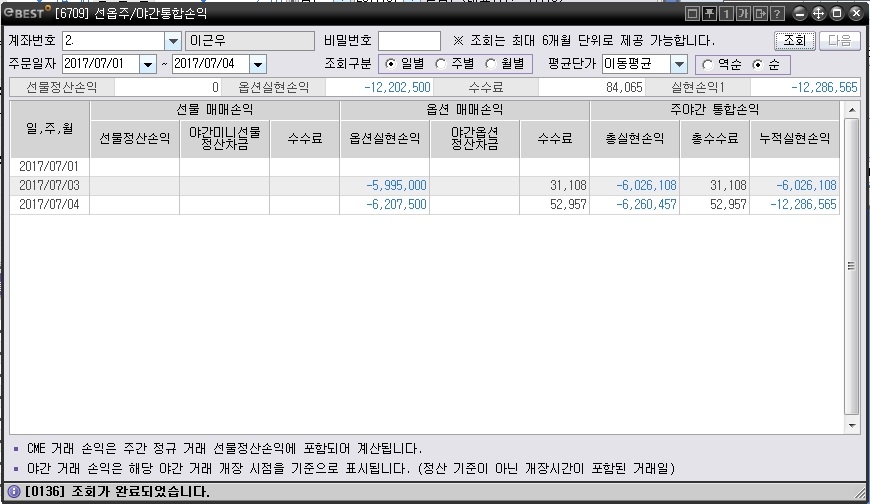 eBEST [6709] 선옵주/야간통합손익
계좌번호 2. 이근우 비밀번호 ※ 조회는 최대 6개월 단위로 제공 가능합니다. 조회 다음
주문일자 2017/07/01 ~ 2017/07/04 조회구분 일별 주별 월별 평균단가 이동평균 역순 순
선물정산손익 0 옵션실현손익 -12,202,500 수수료 84,065 실현손익1 -12,286,565
일,주,월 선물 매매손익 옵션 매매손익 주야간 통합손익
선물정산손익 야간미니선물 정산차금 수수료 옵션실현손익 야간옵션 정산차금 수수료 총실현손익 총수수료 누적실현손익
2017/07/01
2017/07/03 -5,995,000 31,108 -6,026,108 31,108 -6,026,108
2017/07/04 -6,207,500 52,957 -6,260,457 52,957 -12,286,565
▪ CME 거래 손익은 주간 정규 거래 선물정산손익에 포함되어 계산됩니다.
▪ 야간 거래 손익은 해당 야간 거래 개장 시점을 기준으로 표시됩니다. (정산 기준이 아닌 개장시간이 포함된 거래일)
[0136] 조회가 완료되었습니다.